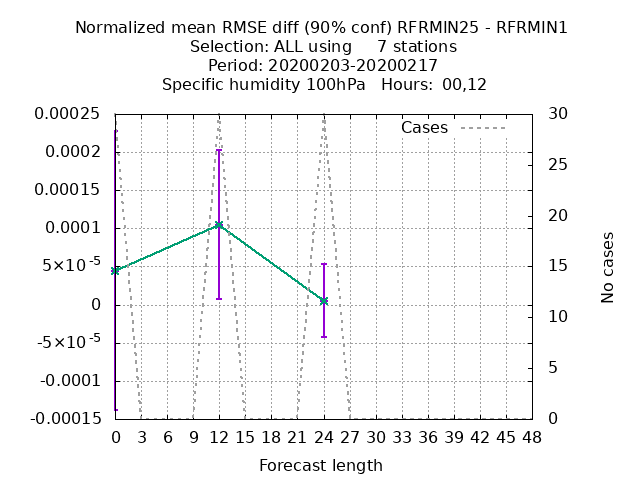 Normalized mean RMSE diff (90% conf) RFRMIN25 - RFRMIN1
Selection: ALL using 7 stations
Period: 20200203-20200217
Specific humidity 100hPa Hours: 00,12
Cases
0.00025
0.0002
0.00015
0.0001
5×10⁻⁵
0
-5×10⁻⁵
-0.0001
-0.00015
30
25
20
15
10
5
0
No cases
0 3 6 9 12 15 18 21 24 27 30 33 36 39 42 45 48
Forecast length